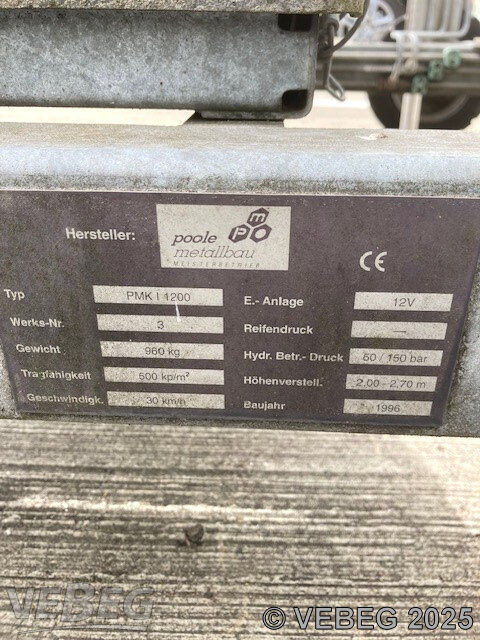 Hersteller:
poole
metallbau
MEISTERBETRIEB
m
P O
CE
Typ PMK I 1200
Werks-Nr. 3
Gewicht 960 kg
Tragfähigkeit 500 kp/m²
Geschwindigk. 30 km/h
E.- Anlage 12V
Reifendruck —
Hydr. Betr.- Druck 50 / 150 bar
Höhenverstell. 2,00 - 2,70 m
Baujahr 1996
VEBEG
© VEBEG 2025